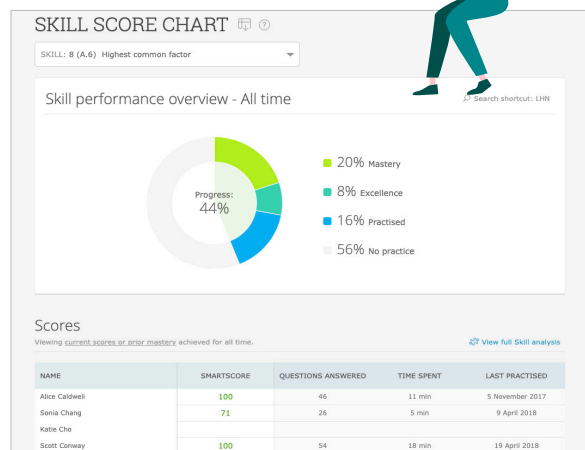 SKILL SCORE CHART
SKILL: 8 (A.6) Highest common factor
Skill performance overview - All time
Search shortcut: LHN
Progress:
44%
20% Mastery
8% Excellence
16% Practised
56% No practice
Scores
Viewing current scores or prior mastery achieved for all time.
View full Skill analysis
NAME SMARTSCORE QUESTIONS ANSWERED TIME SPENT LAST PRACTISED
Alice Caldwell 100 46 11 min 5 November 2017
Sonia Chang 71 26 5 min 9 April 2018
Katie Cho
Scott Conway 100 54 18 min 19 April 2018